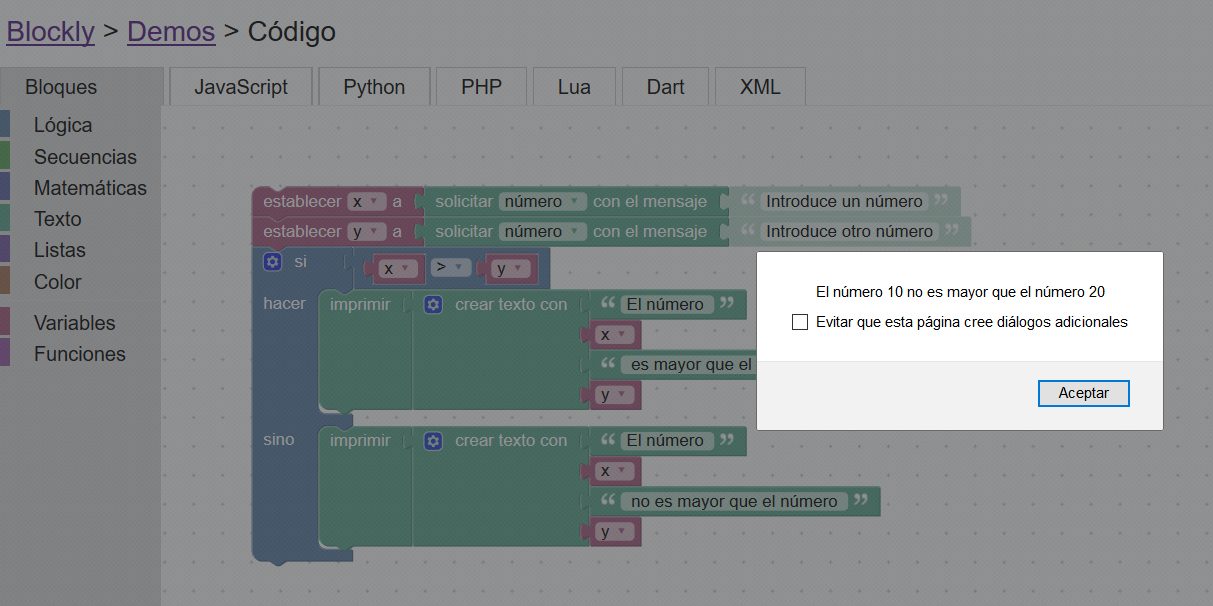 Blockly > Demos > Código
Bloques
JavaScript
Python
PHP
Lua
Dart
XML
Lógica
Secuencias
Matemáticas
Texto
Listas
Color
Variables
Funciones
establecer x a solicitar número con el mensaje “ Introduce un número ”
establecer y a solicitar número con el mensaje “ Introduce otro número ”
si x > y
hacer imprimir crear texto con “ El número ”
x
“ es mayor que el
y
sino imprimir crear texto con “ El número ”
x
“ no es mayor que el número ”
y
El número 10 no es mayor que el número 20
Evitar que esta página cree diálogos adicionales
Aceptar